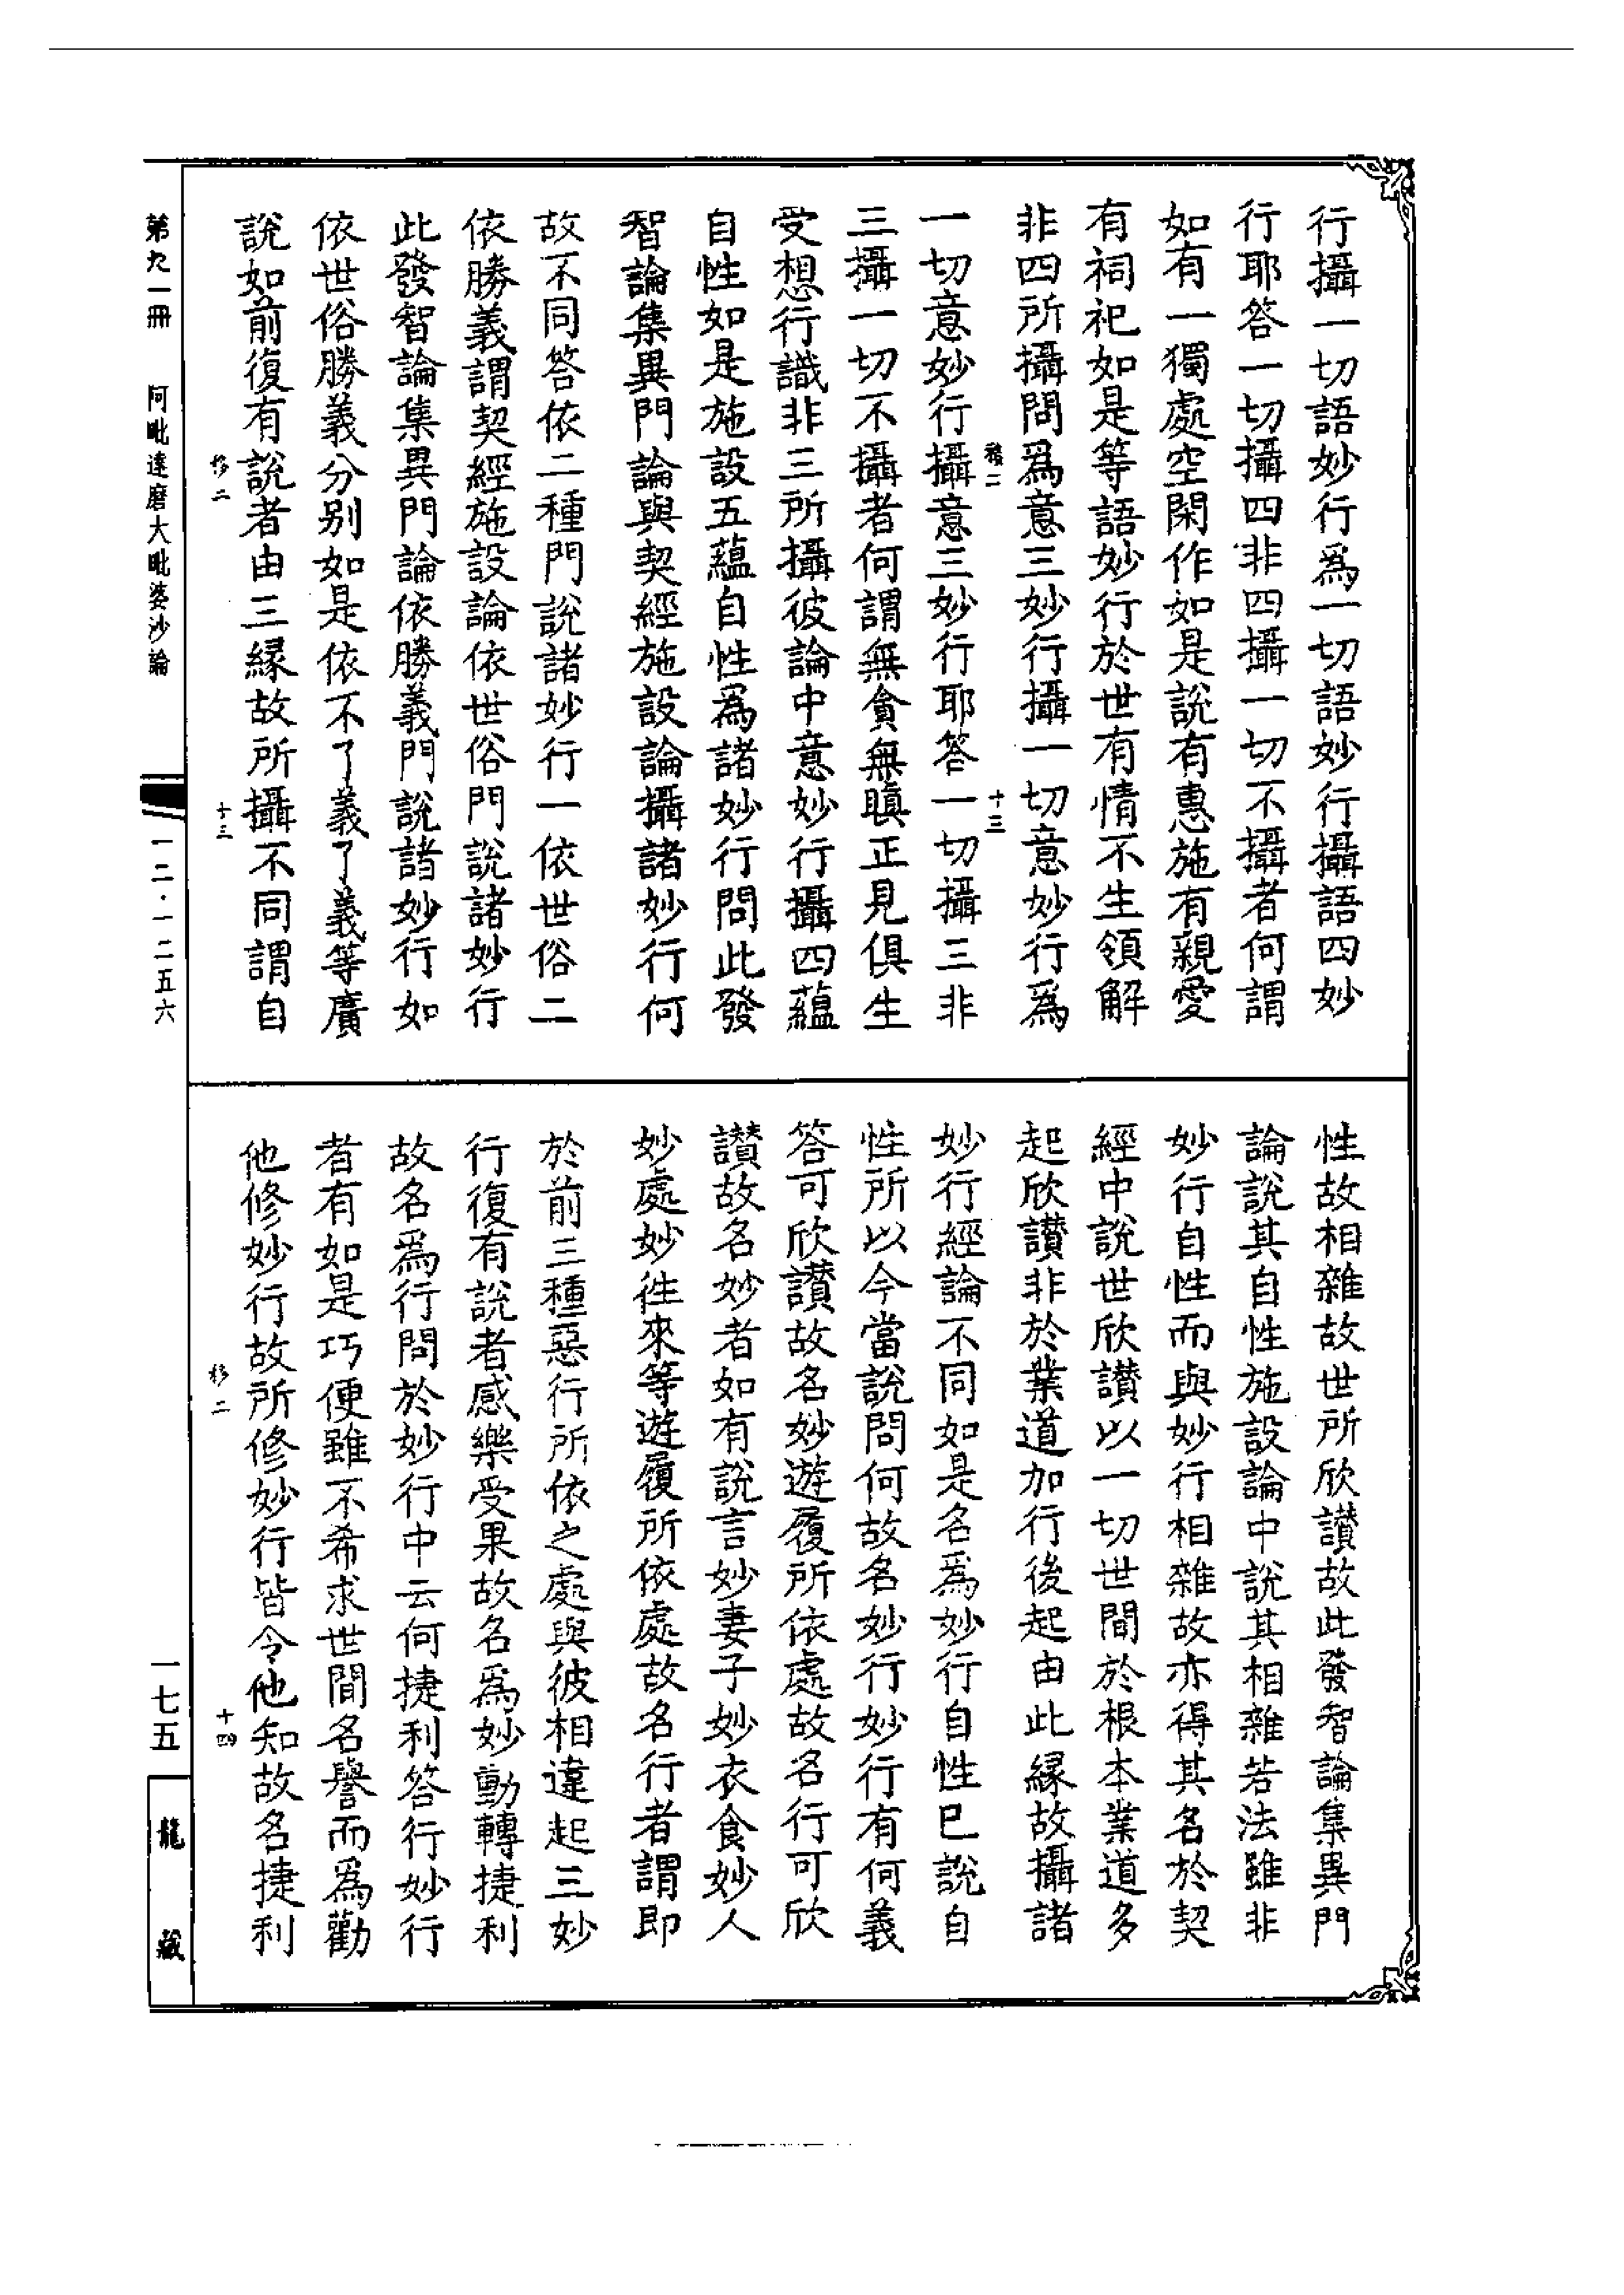 行攝一切語妙行爲一切語妙行攝語四妙
行耶答一切攝四非四攝一切不攝者何謂
如有一獨處空閑作如是說有惠施有親愛
有祠祀如是等語妙行於世有情不生領解
非四所攝問爲意三妙行攝一切意妙行爲
十三
一切意妙行攝意三妙行耶答一切攝三非
三攝一切不攝者何謂無貪無瞋正見俱生
受想行識非三所攝彼論中意妙行攝四蘊
自性如是施設五蘊自性爲諸妙行問此發
智論集異門論與契經施設論攝諸妙行何
故不同答依二種門說諸妙行一依世俗二
依勝義謂契經施設論依世俗門說諸妙行
此發智論集異門論依勝義門說諸妙行如
依世俗勝義分别如是依不了義了義等廣
說如前復有說者由三緣故所攝不同謂自
移二
十三
性故相雜故世所欣讚故此發智論集異門
論說其自性施設論中說其相雜若法雖非
妙行自性而與妙行相雜故亦得其名於契
經中說世欣讚以一切世間於根本業道多
起欣讚非於業道加行後起由此緣故攝諸
妙行經論不同如是名爲妙行自性已說自
性所以今當說問何故名妙行妙行有何義
答可欣讚故名妙遊履所依處故名行可欣
讚故名妙者如有說言妙妻子妙衣食妙人
妙處妙徃來等遊履所依處故名行者謂即
於前三種惡行所依之處與彼相違起三妙
行復有說者感樂受果故名爲妙動轉捷利
故名爲行問於妙行中云何捷利答行妙行
者有如是巧便雖不希求世間名譽而爲勸
他修妙行故所修妙行皆令他知故名捷利
移二
十四
第九一冊 阿毗達磨大毗婆沙論
一二·一二五六
一七五
龍藏